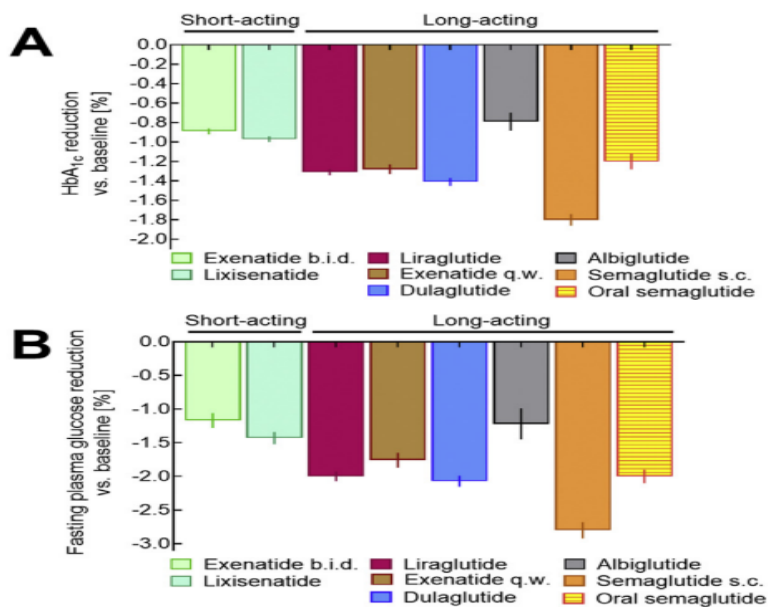 A
Short-acting Long-acting
0.0
-0.2
-0.4
-0.6
-0.8
-1.0
-1.2
-1.4
-1.6
-1.8
-2.0
HbA1c reduction
vs. baseline [%]
Exenatide b.i.d. Liraglutide Albiglutide
Lixisenatide Exenatide q.w. Semaglutide s.c.
Dulaglutide Oral semaglutide
B
Short-acting Long-acting
0.0
-0.5
-1.0
-1.5
-2.0
-2.5
-3.0
Fasting plasma glucose reduction
vs. baseline [%]
Exenatide b.i.d. Liraglutide Albiglutide
Lixisenatide Exenatide q.w. Semaglutide s.c.
Dulaglutide Oral semaglutide